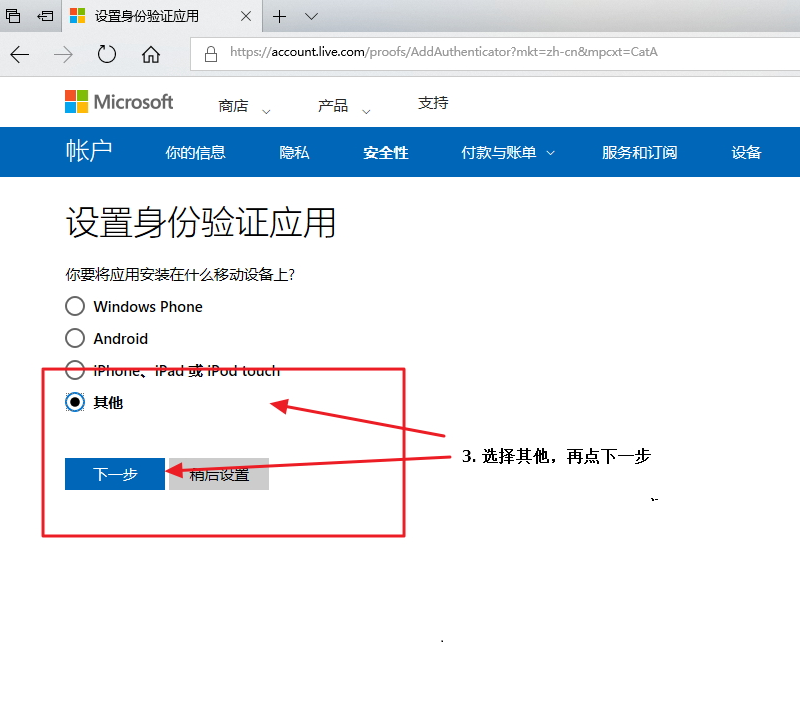 设置身份验证应用
https://account.live.com/proofs/AddAuthenticator?mkt=zh-cn&mpcxt=CatA
Microsoft 商店 产品 支持
帐户 你的信息 隐私 安全性 付款与账单 服务和订阅 设备
设置身份验证应用
你要将应用安装在什么移动设备上?
Windows Phone
Android
iPhone、iPad 或 iPod touch
其他
3. 选择其他，再点下一步
下一步 稍后设置